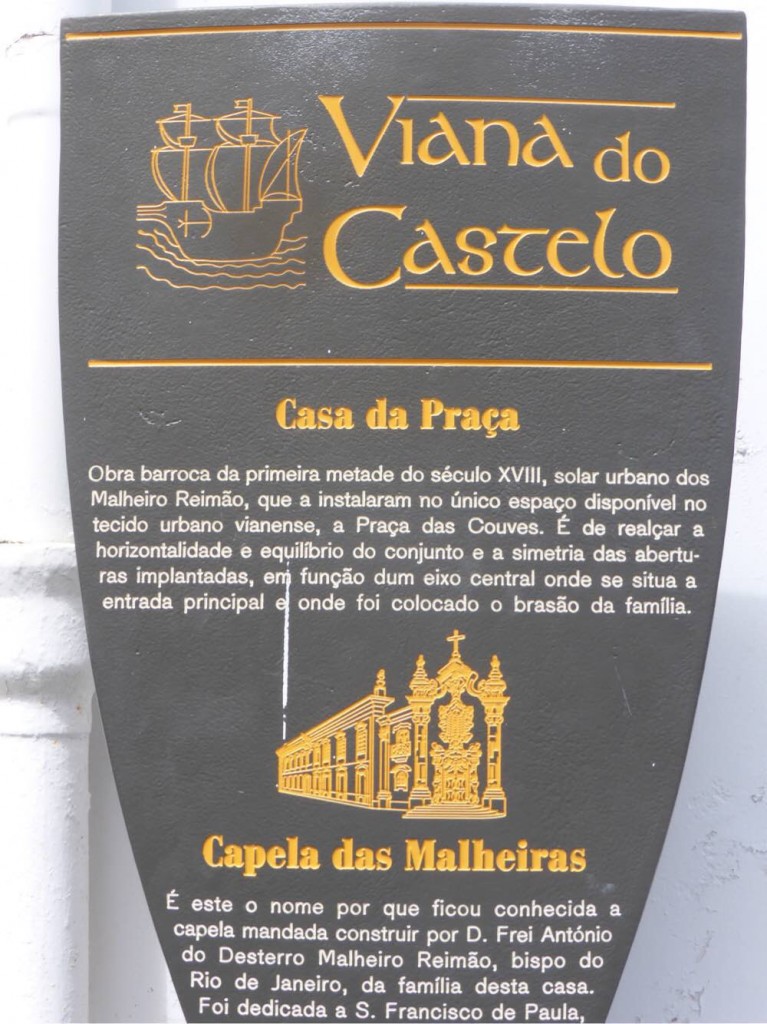 Viana do
Castelo
Casa da Praça
Obra barroca da primeira metade do século XVIII, solar urbano dos
Malheiro Reimão, que a instalaram no único espaço disponível no
tecido urbano vianense, a Praça das Couves. É de realçar a
horizontalidade e equilíbrio do conjunto e a simetria das abertu-
ras implantadas, em função dum eixo central onde se situa a
entrada principal e onde foi colocado o brasão da família.
Capela das Malheiras
É este o nome por que ficou conhecida a
capela mandada construir por D. Frei António
do Desterro Malheiro Reimão, bispo do
Rio de Janeiro, da família desta casa.
Foi dedicada a S. Francisco de Paula,